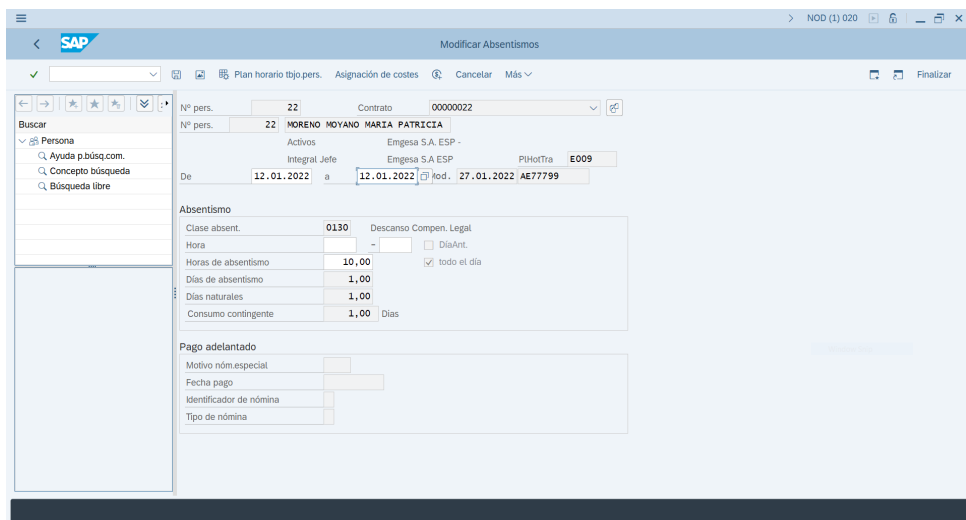 NOD (1) 020
SAP
Modificar Absentismos
Plan horario tbjo.pers. Asignación de costes Cancelar Más Finalizar
Buscar
Persona
Ayuda p.búsq.com.
Concepto búsqueda
Búsqueda libre
Nº pers. 22 Contrato 00000022
Nº pers. 22 MORENO MOYANO MARIA PATRICIA
Activos Emgesa S.A. ESP -
Integral Jefe Emgesa S.A ESP PlHotTra E009
De 12.01.2022 a 12.01.2022 Mod. 27.01.2022 AE77799
Absentismo
Clase absent. 0130 Descanso Compen. Legal
Hora - DíaAnt.
Horas de absentismo 10,00 todo el día
Días de absentismo 1,00
Días naturales 1,00
Consumo contingente 1,00 Dias
Pago adelantado
Motivo nóm.especial
Fecha pago
Identificador de nómina
Tipo de nómina